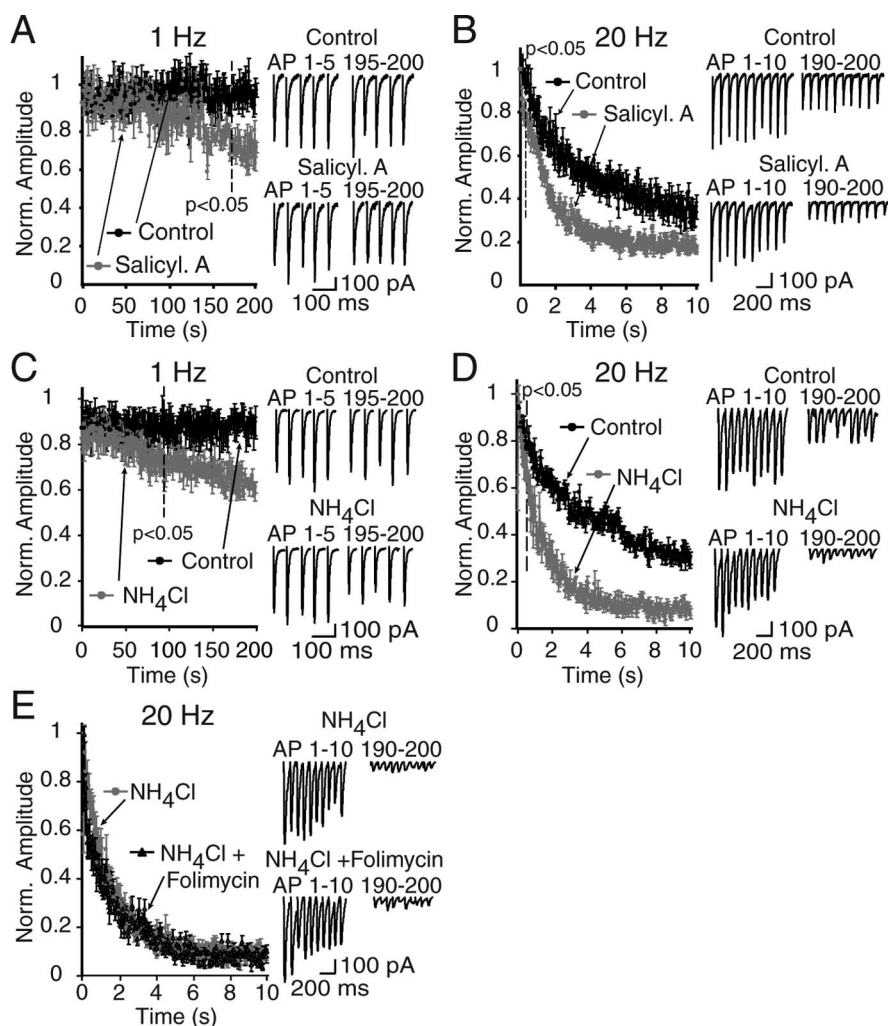 A
1 Hz
Norm. Amplitude
1
0.8
0.6
0.4
0.2
0
p<0.05
Control
Salicyl. A
0 50 100 150 200
Time (s)
Control
AP 1-5 195-200
Salicyl. A
AP 1-5 195-200
100 pA
100 ms
B
20 Hz
Norm. Amplitude
1
0.8
0.6
0.4
0.2
0
p<0.05
Control
Salicyl. A
0 2 4 6 8 10
Time (s)
Control
AP 1-10 190-200
Salicyl. A
AP 1-10 190-200
100 pA
200 ms
C
1 Hz
Norm. Amplitude
1
0.8
0.6
0.4
0.2
0
p<0.05
Control
NH₄Cl
0 50 100 150 200
Time (s)
Control
AP 1-5 195-200
NH₄Cl
AP 1-5 195-200
100 pA
100 ms
D
20 Hz
Norm. Amplitude
1
0.8
0.6
0.4
0.2
0
p<0.05
Control
NH₄Cl
0 2 4 6 8 10
Time (s)
Control
AP 1-10 190-200
NH₄Cl
AP 1-10 190-200
100 pA
200 ms
E
20 Hz
Norm. Amplitude
1
0.8
0.6
0.4
0.2
0
NH₄Cl
NH₄Cl +
Folimycin
0 2 4 6 8 10
Time (s)
NH₄Cl
AP 1-10 190-200
NH₄Cl +Folimycin
AP 1-10 190-200
100 pA
200 ms